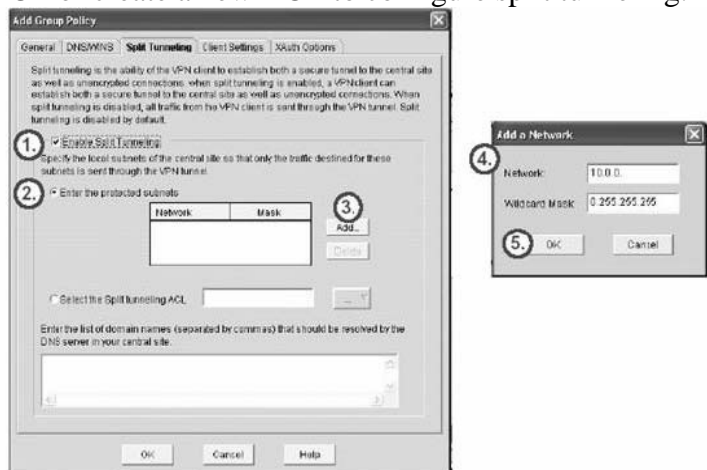 Add Group Policy
General DNS/WINS Split Tunneling Client Settings XAuth Options
Split tunneling is the ability of the VPN client to establish both a secure tunnel to the central site
as well as unencrypted connections. when split tunneling is enabled, a VPNclient can
establish both a secure tunnel to the central site as well as unencrypted connections. When
split tunneling is disabled, all traffic from the VPN client is sent through the VPN tunnel. Split
tunneling is disabled by default.
1. Enable Split Tunneling
Specify the local subnets of the central site so that only the traffic destined for these
subnets is sent through the VPN tunnel.
2. Enter the protected subnets
Network Mask
3.
Add...
Delete
Select the Split tunneling ACL
...
Enter the list of domain names (separated by commas) that should be resolved by the
DNS server in your central site.
OK Cancel Help
Add a Network
4.
Network: 10.0.0.
Wildcard Mask: 0.255.255.255
5. OK Cancel